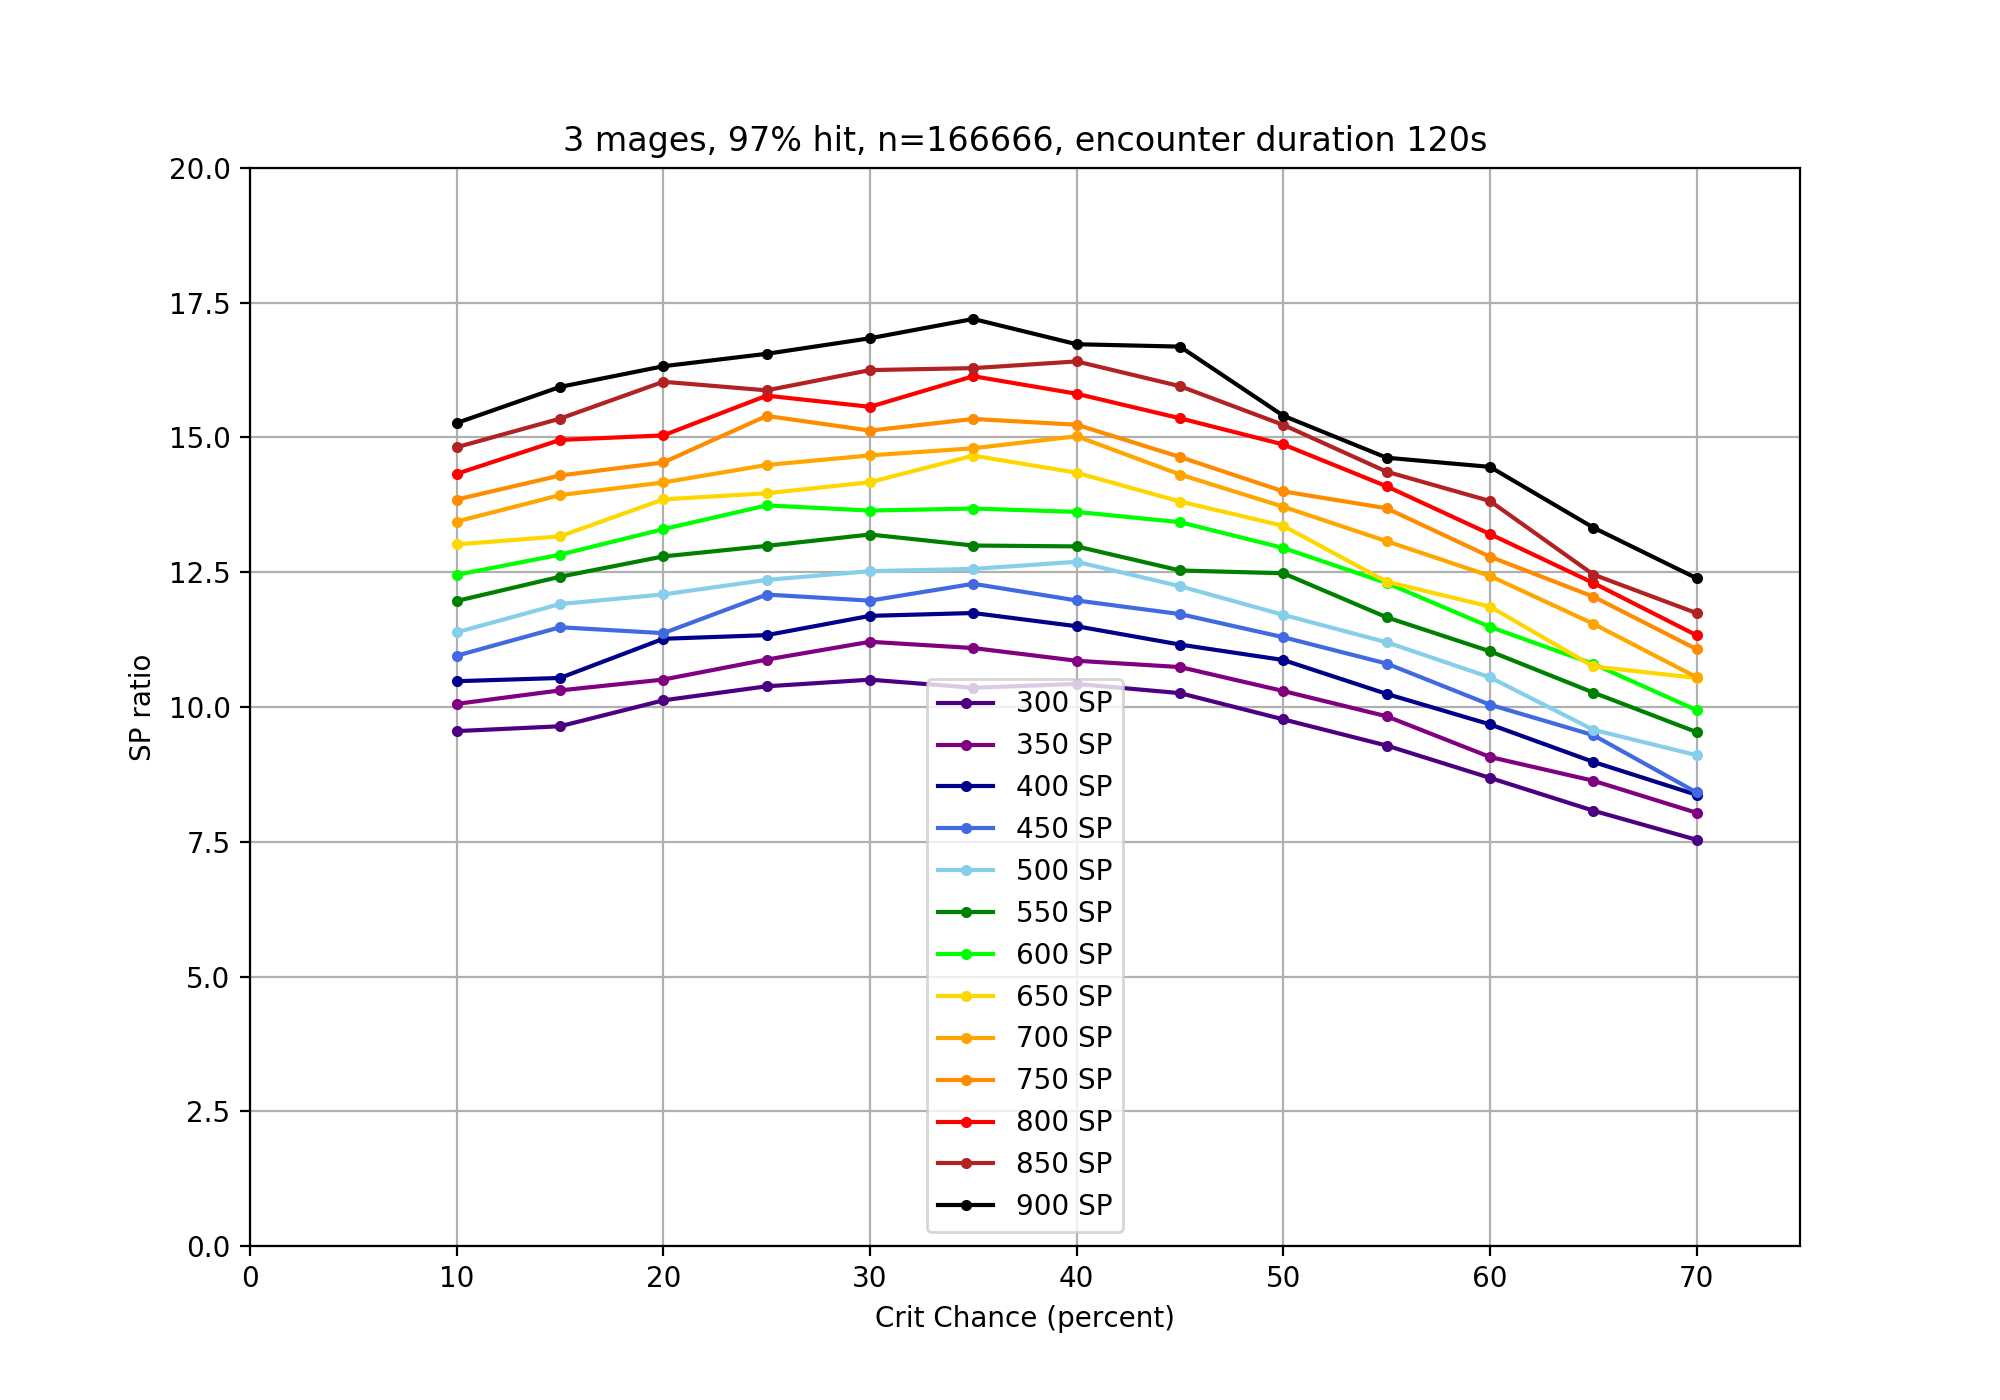 3 mages, 97% hit, n=166666, encounter duration 120s
20.0
17.5
15.0
12.5
10.0
7.5
5.0
2.5
0.0
SP ratio
300 SP
350 SP
400 SP
450 SP
500 SP
550 SP
600 SP
650 SP
700 SP
750 SP
800 SP
850 SP
900 SP
0 10 20 30 40 50 60 70
Crit Chance (percent)